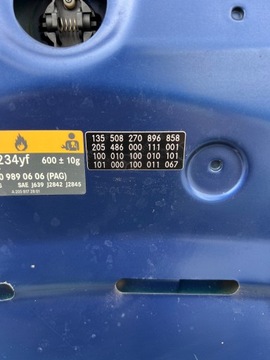 234yf 600 ± 10g
0 989 06 06 (PAG)
SAE J639 J2842 J2845
135 508 270 896 858
205 486 000 111 001
100 010 100 010 101
101 000 100 011 067